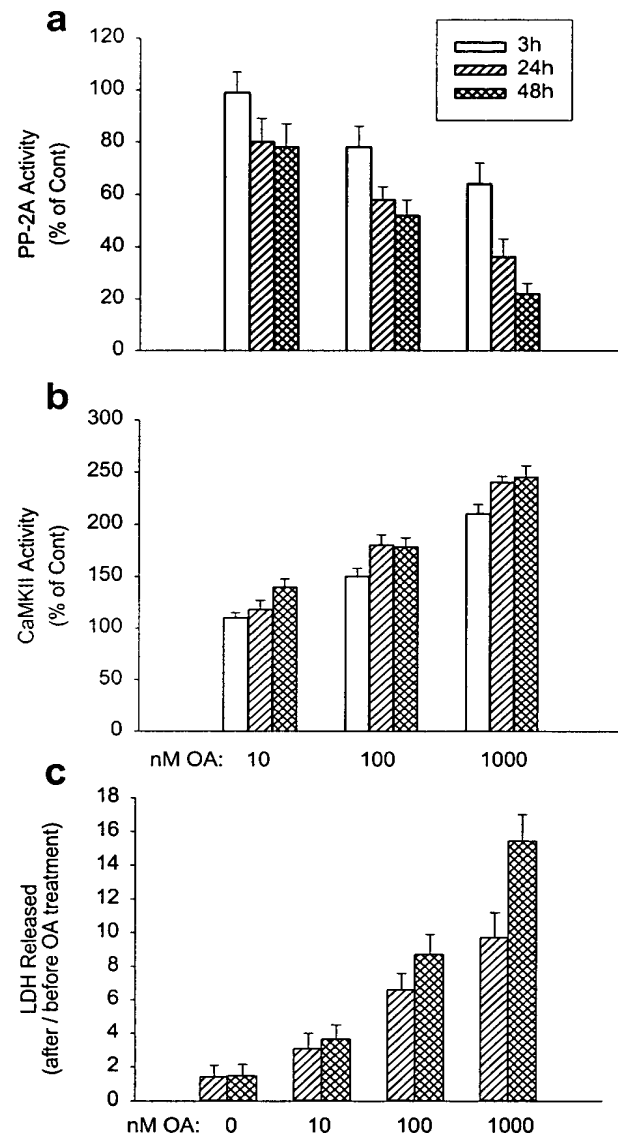 a
120
100
80
60
40
20
0
PP-2A Activity
(% of Cont)
3h
24h
48h
b
300
250
200
150
100
50
0
CaMKII Activity
(% of Cont)
nM OA: 10 100 1000
c
18
16
14
12
10
8
6
4
2
0
LDH Released
(after / before OA treatment)
nM OA: 0 10 100 1000